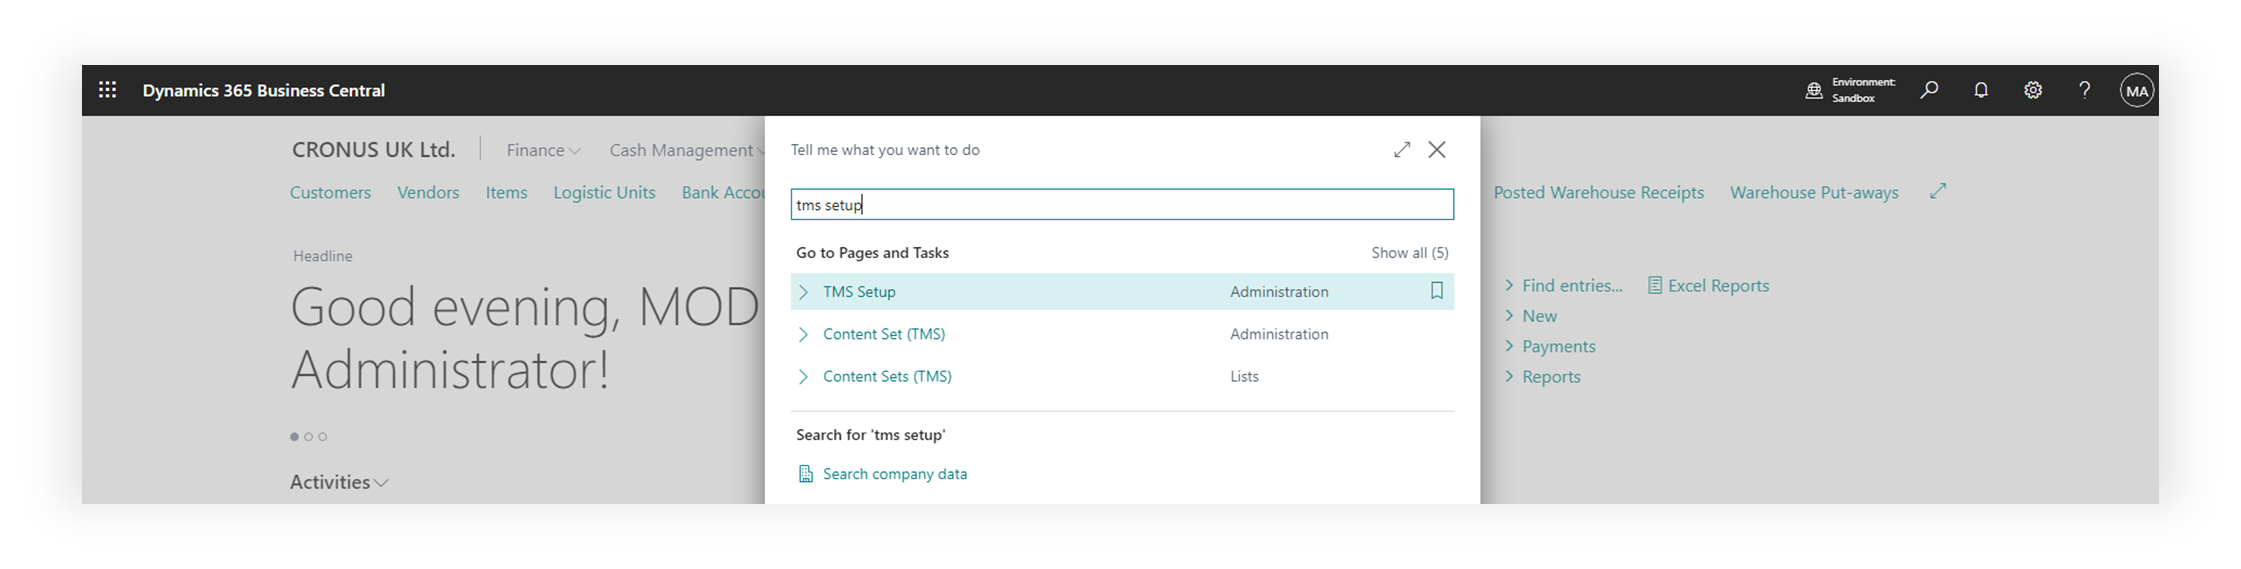 Dynamics 365 Business Central
Environment:
Sandbox
?
MA
CRONUS UK Ltd.
Finance
Cash Management
Customers
Vendors
Items
Logistic Units
Bank Accou
Posted Warehouse Receipts
Warehouse Put-aways
Headline
Good evening, MOD
Administrator!
Activities
Tell me what you want to do
tms setup
Go to Pages and Tasks
Show all (5)
TMS Setup
Administration
Content Set (TMS)
Administration
Content Sets (TMS)
Lists
Search for 'tms setup'
Search company data
Find entries...
Excel Reports
New
Payments
Reports